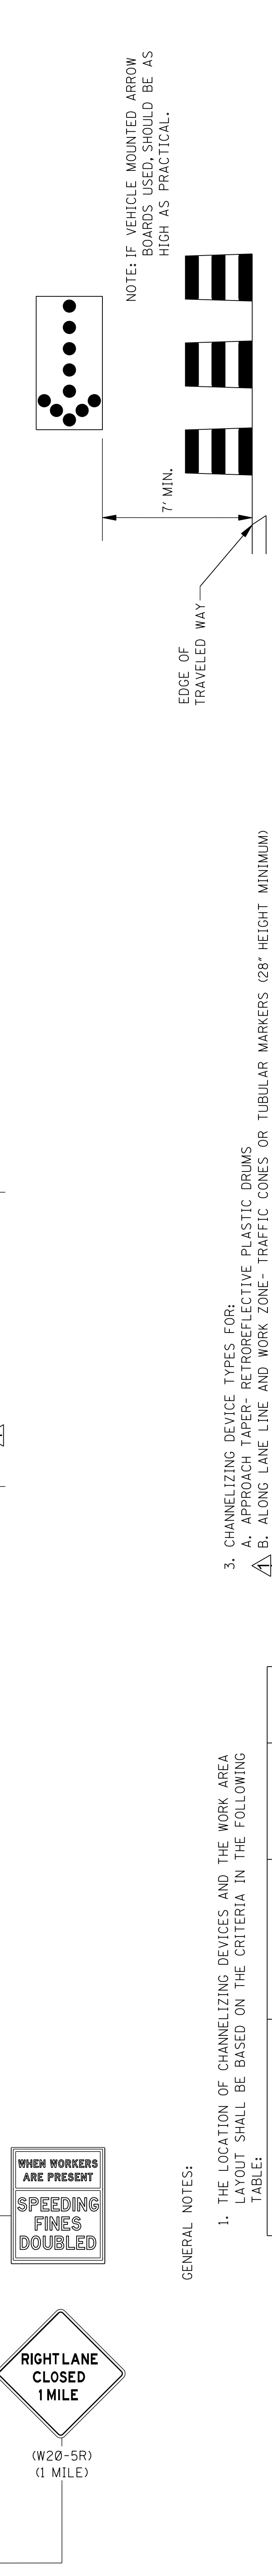 NOTE: IF VEHICLE MOUNTED ARROW
BOARDS USED, SHOULD BE AS
HIGH AS PRACTICAL.
7' MIN.
EDGE OF
TRAVELED WAY
3. CHANNELIZING DEVICE TYPES FOR:
A. APPROACH TAPER- RETROREFLECTIVE PLASTIC DRUMS
1 B. ALONG LANE LINE AND WORK ZONE- TRAFFIC CONES OR TUBULAR MARKERS (28" HEIGHT MINIMUM)
GENERAL NOTES:
1. THE LOCATION OF CHANNELIZING DEVICES AND THE WORK AREA
LAYOUT SHALL BE BASED ON THE CRITERIA IN THE FOLLOWING
TABLE:
WHEN WORKERS
ARE PRESENT
SPEEDING
FINES
DOUBLED
RIGHT LANE
CLOSED
1 MILE
(W20-5R)
(1 MILE)